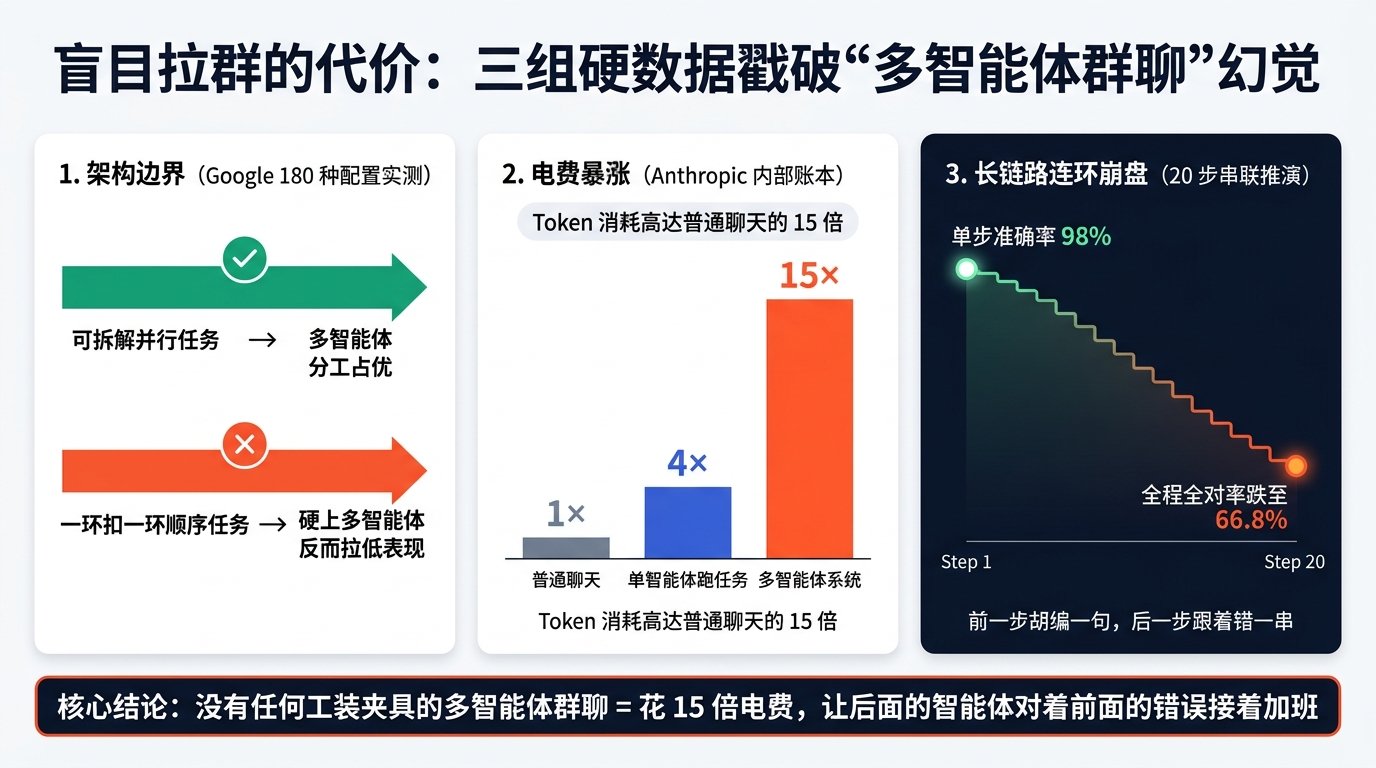 盲目拉群的代价：三组硬数据戳破“多智能体群聊”幻觉
1. 架构边界（Google 180 种配置实测）
可拆解并行任务 → 多智能体
分工占优
一环扣一环顺序任务 → 硬上多智能体
反而拉低表现
2. 电费暴涨（Anthropic 内部账本）
Token 消耗高达普通聊天的 15 倍
15×
4×
1×
普通聊天 单智能体跑任务 多智能体系统
Token 消耗高达普通聊天的 15 倍
3. 长链路连环崩盘（20 步串联推演）
单步准确率 98%
全程全对率跌至
66.8%
Step 1 Step 20
前一步胡编一句，后一步跟着错一串
核心结论：没有任何工装夹具的多智能体群聊 = 花 15 倍电费，让后面的智能体对着前面的错误接着加班